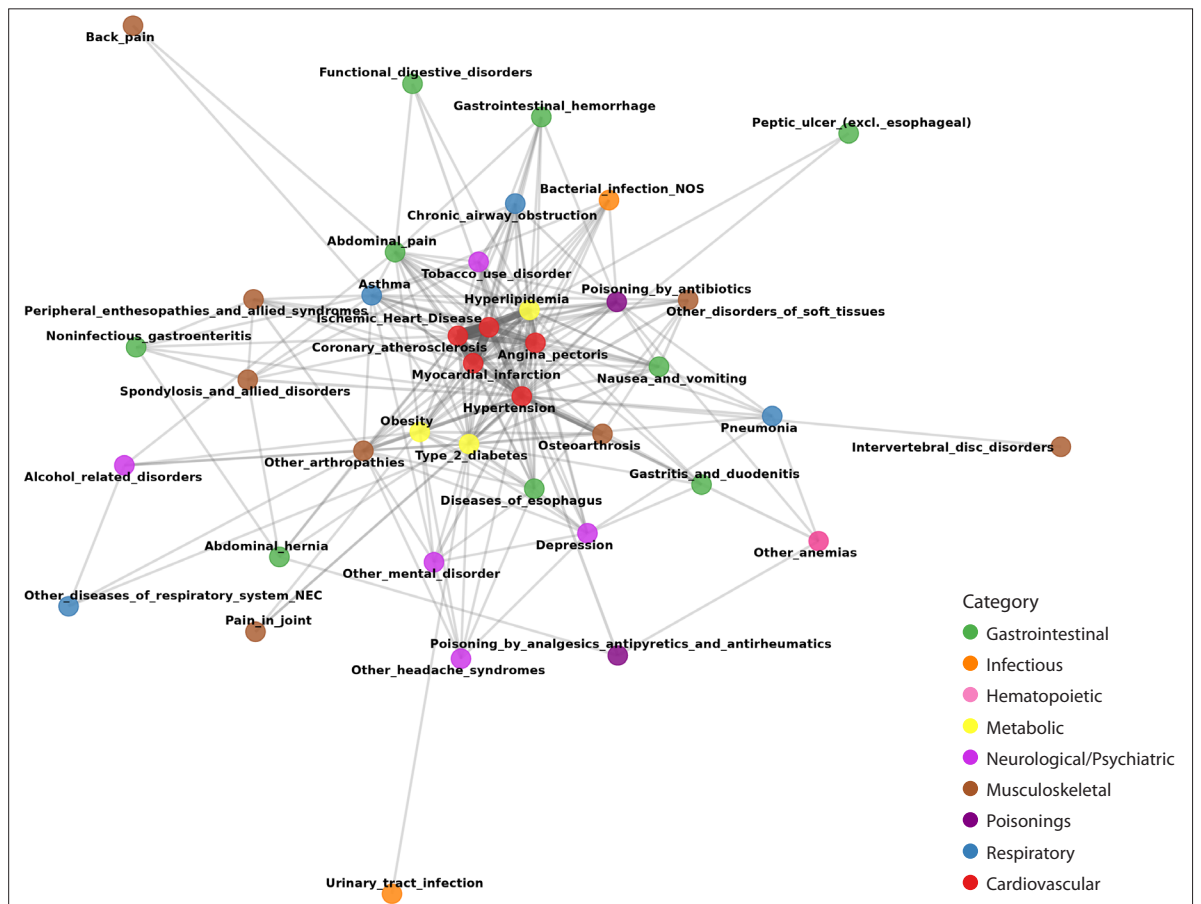 Back_pain
Functional_digestive_disorders
Gastrointestinal_hemorrhage
Peptic_ulcer_(excl._esophageal)
Bacterial_infection_NOS
Chronic_airway_obstruction
Abdominal_pain
Tobacco_use_disorder
Asthma
Poisoning_by_antibiotics
Hyperlipidemia
Peripheral_enthesopathies_and_allied_syndromes
Other_disorders_of_soft_tissues
Ischemic_Heart_Disease
Noninfectious_gastroenteritis
Coronary_atherosclerosis
Angina_pectoris
Myocardial_infarction
Nausea_and_vomiting
Spondylosis_and_allied_disorders
Hypertension
Obesity
Pneumonia
Osteoarthrosis
Intervertebral_disc_disorders
Other_arthropathies
Type_2_diabetes
Alcohol_related_disorders
Gastritis_and_duodenitis
Diseases_of_esophagus
Abdominal_hernia
Depression
Other_anemias
Other_mental_disorder
Other_diseases_of_respiratory_system_NEC
Pain_in_joint
Poisoning_by_analgesics_antipyretics_and_antirheumatics
Other_headache_syndromes
Urinary_tract_infection
Category
Gastrointestinal
Infectious
Hematopoietic
Metabolic
Neurological/Psychiatric
Musculoskeletal
Poisonings
Respiratory
Cardiovascular